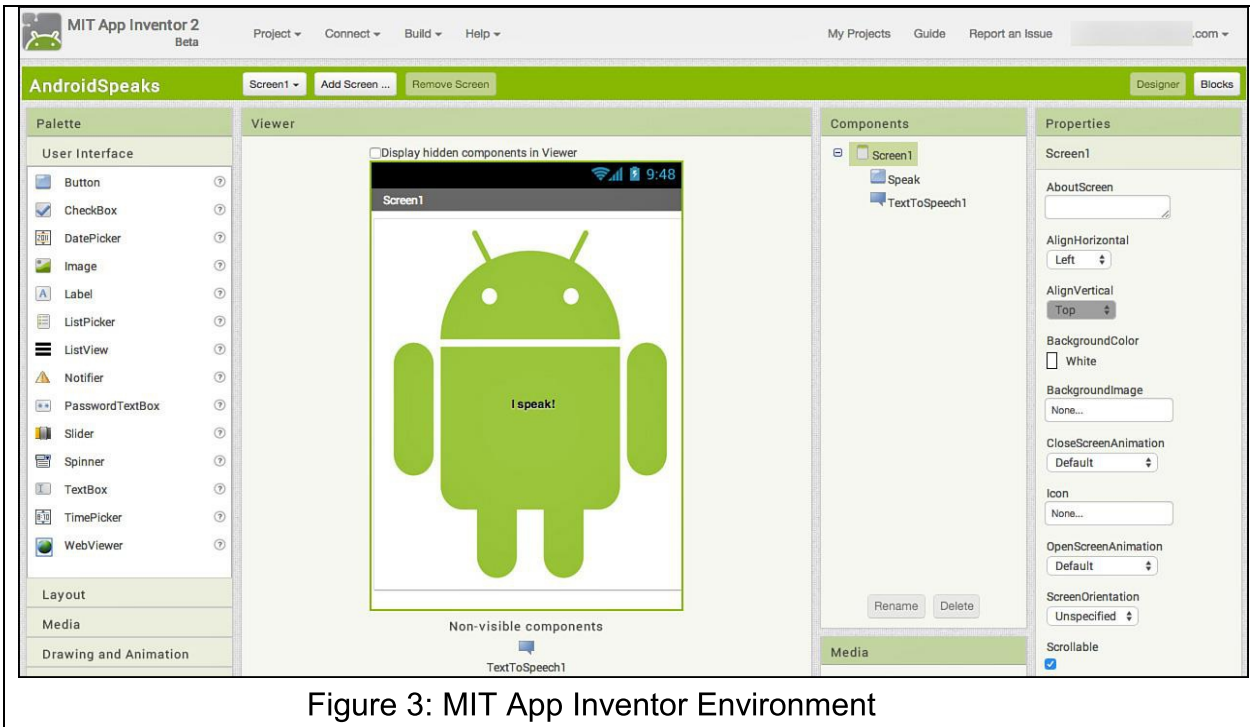 MIT App Inventor 2
Beta
Project Connect Build Help
My Projects Guide Report an Issue .com
AndroidSpeaks
Screen1 Add Screen ... Remove Screen
Designer Blocks
Palette
User Interface
Button
CheckBox
DatePicker
Image
Label
ListPicker
ListView
Notifier
PasswordTextBox
Slider
Spinner
TextBox
TimePicker
WebViewer
Layout
Media
Drawing and Animation
Viewer
Display hidden components in Viewer
9:48
Screen1
I speak!
Non-visible components
TextToSpeech1
Components
Screen1
Speak
TextToSpeech1
Rename Delete
Media
Properties
Screen1
AboutScreen
AlignHorizontal
Left
AlignVertical
Top
BackgroundColor
White
BackgroundImage
None...
CloseScreenAnimation
Default
Icon
None...
OpenScreenAnimation
Default
ScreenOrientation
Unspecified
Scrollable
Figure 3: MIT App Inventor Environment